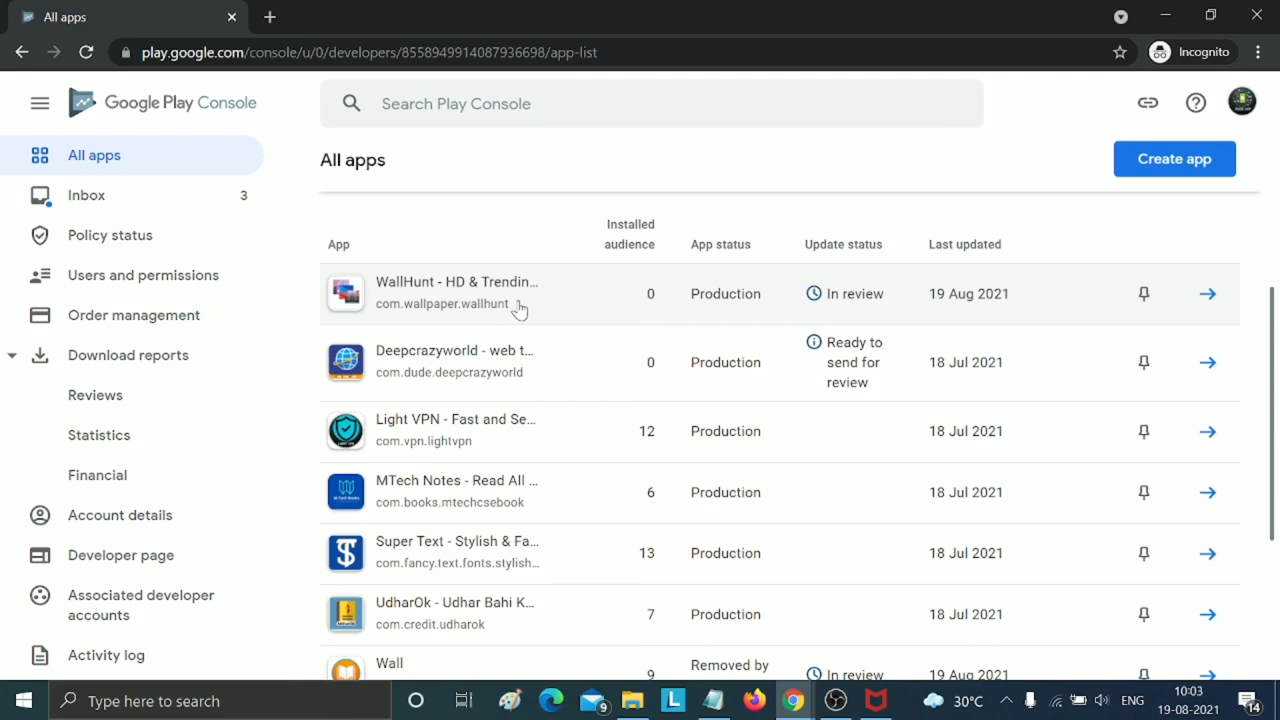 All apps
play.google.com/console/u/0/developers/8558949914087936698/app-list
Incognito
Google Play Console
Search Play Console
All apps
Inbox 3
Policy status
Users and permissions
Order management
Download reports
Reviews
Statistics
Financial
Account details
Developer page
Associated developer
accounts
Activity log
All apps
Create app
App
Installed
audience
App status
Update status
Last updated
WallHunt - HD & Trendin...
com.wallpaper.wallhunt
0
Production
In review
19 Aug 2021
Deepcrazyworld - web t...
com.dude.deepcrazyworld
0
Production
Ready to
send for
review
18 Jul 2021
Light VPN - Fast and Se...
com.vpn.lightvpn
12
Production
18 Jul 2021
MTech Notes - Read All ...
com.books.mtechcsebook
6
Production
18 Jul 2021
Super Text - Stylish & Fa...
com.fancy.text.fonts.stylish...
13
Production
18 Jul 2021
UdharOk - Udhar Bahi K...
com.credit.udharok
7
Production
18 Jul 2021
Wall
9
Removed by
In review
19 Aug 2021
Type here to search
9
30°C
ENG
10:03
19-08-2021
14